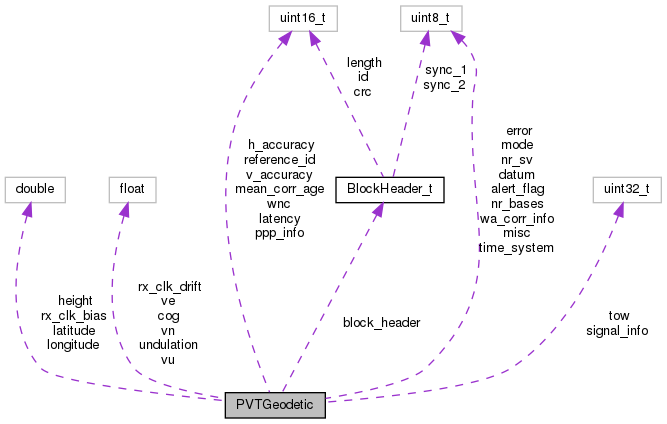 uint16_t
uint8_t
length
id
crc
sync_1
sync_2
h_accuracy
reference_id
v_accuracy
mean_corr_age
wnc
latency
ppp_info
error
mode
nr_sv
datum
alert_flag
nr_bases
wa_corr_info
misc
time_system
double
float
BlockHeader_t
uint32_t
height
rx_clk_bias
latitude
longitude
rx_clk_drift
ve
cog
vn
undulation
vu
block_header
tow
signal_info
PVTGeodetic